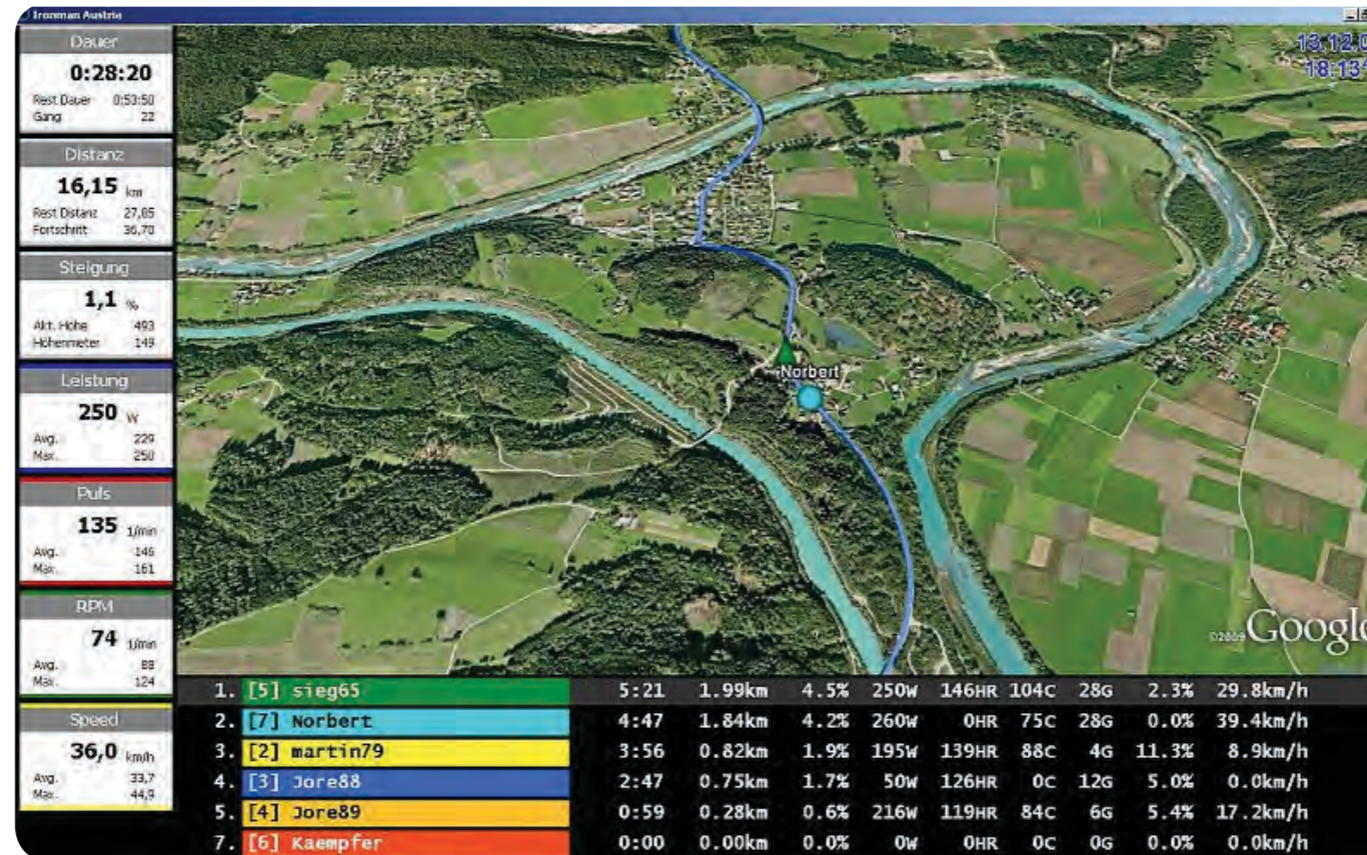 Ironman Austria
Dauer
0:28:20
Rest Dauer 0:53:50
Gang 22
Distanz
16,15 km
Rest Distanz 27,85
Fortschritt 36,70
Steigung
1,1 %
Akt. Höhe 493
Höhenmeter 149
Leistung
250 W
Avg. 229
Max. 250
Puls
135 1/min
Avg. 146
Max. 161
RPM
74 1/min
Avg. 88
Max. 124
Speed
36,0 km/h
Avg. 33,7
Max. 44,9
13.12.0
18:13
Norbert
©2009 Google
1. [5] sieg65 5:21 1.99km 4.5% 250W 146HR 104C 28G 2.3% 29.8km/h
2. [7] Norbert 4:47 1.84km 4.2% 260W 0HR 75C 28G 0.0% 39.4km/h
3. [2] martin79 3:56 0.82km 1.9% 195W 139HR 88C 4G 11.3% 8.9km/h
4. [3] Jore88 2:47 0.75km 1.7% 50W 126HR 0C 12G 5.0% 0.0km/h
5. [4] Jore89 0:59 0.28km 0.6% 216W 119HR 84C 6G 5.4% 17.2km/h
7. [6] Kaempfer 0:00 0.00km 0.0% 0W 0HR 0C 0G 0.0% 0.0km/h